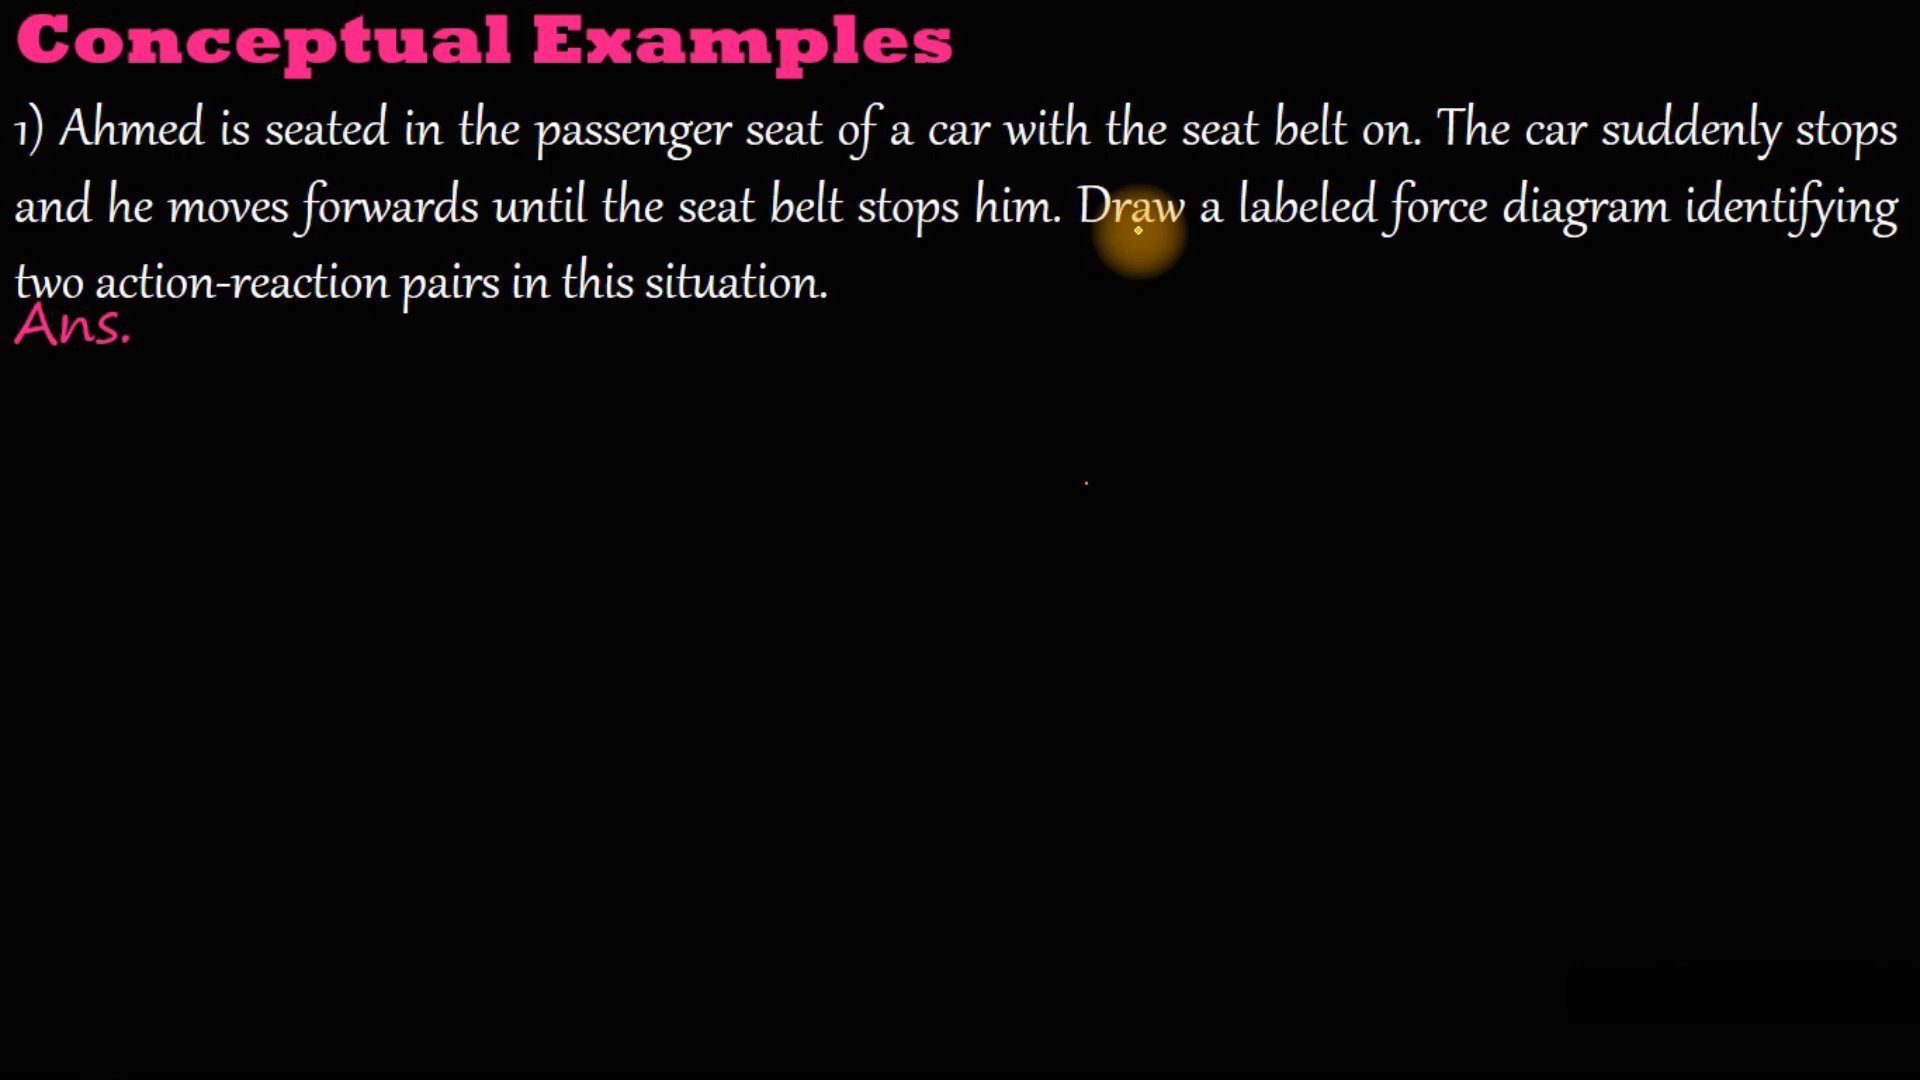 Conceptual Examples
1) Ahmed is seated in the passenger seat of a car with the seat belt on. The car suddenly stops
and he moves forwards until the seat belt stops him. Draw a labeled force diagram identifying
two action-reaction pairs in this situation.
Ans.